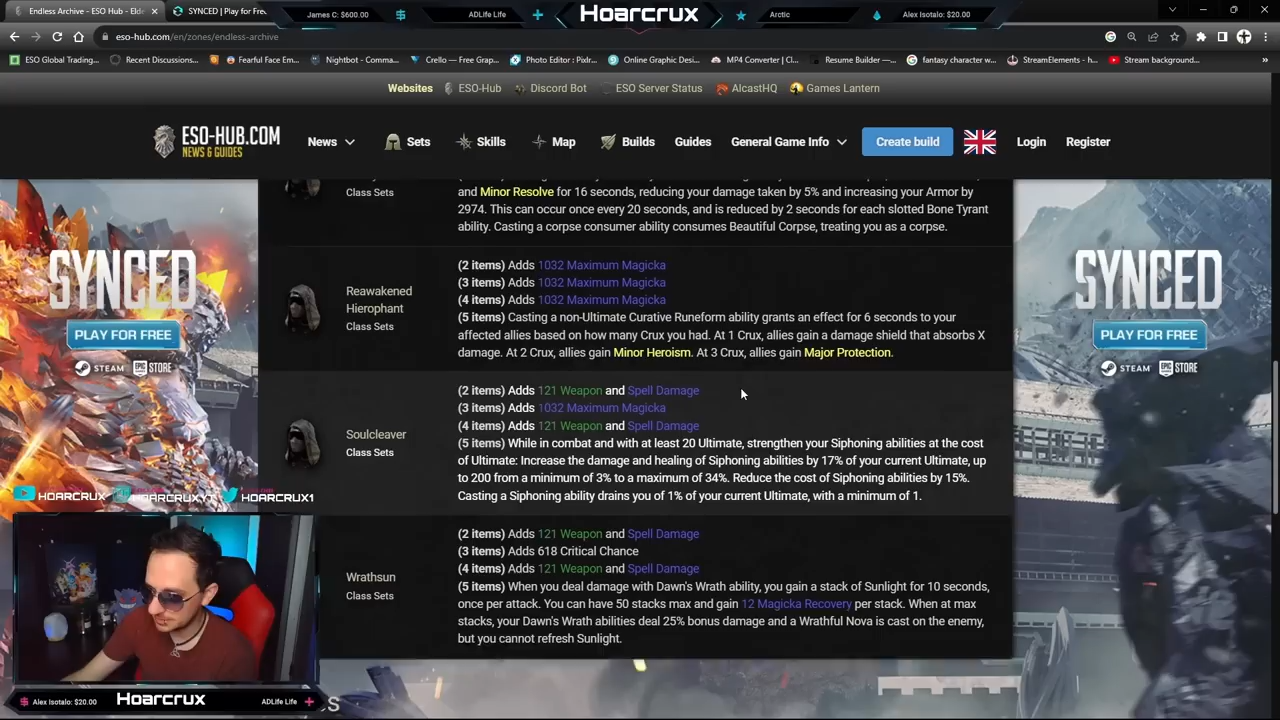 James C: $600.00
ADLife Life
Hoarcrux
Arctic
Alex Isotalo: $20.00
Endless Archive - ESO Hub - Elde
SYNCED | Play for Free
eso-hub.com/en/zones/endless-archive
ESO Global Trading...
Recent Discussions...
Fearful Face Em...
Nightbot - Comma...
Crello — Free Grap...
Photo Editor : Pixlr...
Online Graphic Desi...
MP4 Converter | Cl...
Resume Builder —...
fantasy character w...
StreamElements - h...
Stream background...
»
Websites
ESO-Hub
Discord Bot
ESO Server Status
AlcastHQ
Games Lantern
ESO-HUB.COM
NEWS & GUIDES
News
Sets
Skills
Map
Builds
Guides
General Game Info
Create build
Login
Register
Class Sets
and Minor Resolve for 16 seconds, reducing your damage taken by 5% and increasing your Armor by
2974. This can occur once every 20 seconds, and is reduced by 2 seconds for each slotted Bone Tyrant
ability. Casting a corpse consumer ability consumes Beautiful Corpse, treating you as a corpse.
Reawakened
Hierophant
Class Sets
(2 items) Adds 1032 Maximum Magicka
(3 items) Adds 1032 Maximum Magicka
(4 items) Adds 1032 Maximum Magicka
(5 items) Casting a non-Ultimate Curative Runeform ability grants an effect for 6 seconds to your
affected allies based on how many Crux you had. At 1 Crux, allies gain a damage shield that absorbs X
damage. At 2 Crux, allies gain Minor Heroism. At 3 Crux, allies gain Major Protection.
Soulcleaver
Class Sets
(2 items) Adds 121 Weapon and Spell Damage
(3 items) Adds 1032 Maximum Magicka
(4 items) Adds 121 Weapon and Spell Damage
(5 items) While in combat and with at least 20 Ultimate, strengthen your Siphoning abilities at the cost
of Ultimate: Increase the damage and healing of Siphoning abilities by 17% of your current Ultimate, up
to 200 from a minimum of 3% to a maximum of 34%. Reduce the cost of Siphoning abilities by 15%.
Casting a Siphoning ability drains you of 1% of your current Ultimate, with a minimum of 1.
Wrathsun
Class Sets
(2 items) Adds 121 Weapon and Spell Damage
(3 items) Adds 618 Critical Chance
(4 items) Adds 121 Weapon and Spell Damage
(5 items) When you deal damage with Dawn's Wrath ability, you gain a stack of Sunlight for 10 seconds,
once per attack. You can have 50 stacks max and gain 12 Magicka Recovery per stack. When at max
stacks, your Dawn's Wrath abilities deal 25% bonus damage and a Wrathful Nova is cast on the enemy,
but you cannot refresh Sunlight.
SYNCED
PLAY FOR FREE
STEAM
EPIC STORE
SYNCED
PLAY FOR FREE
STEAM
EPIC STORE
HOARCRUX
HOARCRUXYT
HOARCRUX1
Alex Isotalo: $20.00
Hoarcrux
ADLife Life